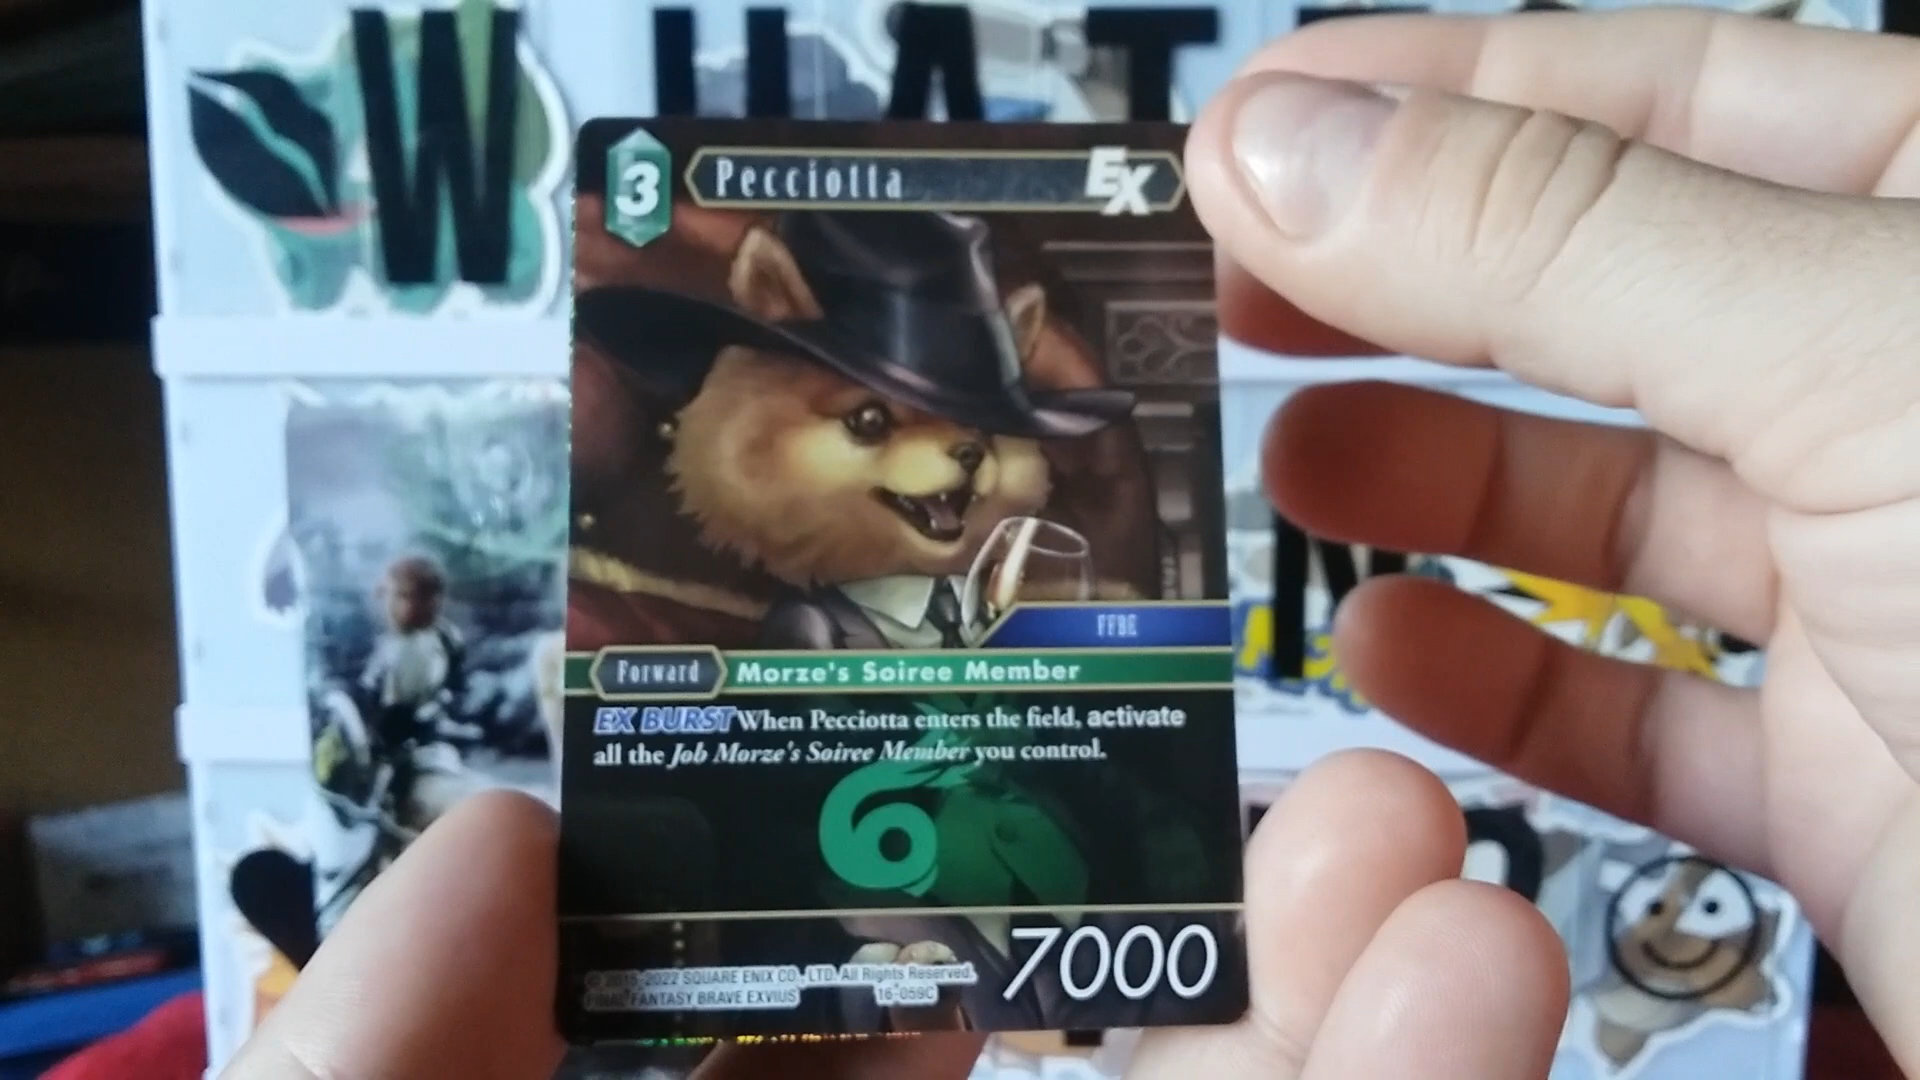 WHAT
3
Pecciotta
EX
FFBE
Forward
Morze's Soiree Member
EX BURST When Pecciotta enters the field, activate
all the Job Morze's Soiree Member you control.
6
7000
© 2015-2022 SQUARE ENIX CO., LTD. All Rights Reserved.
FINAL FANTASY BRAVE EXVIUS
16-059C